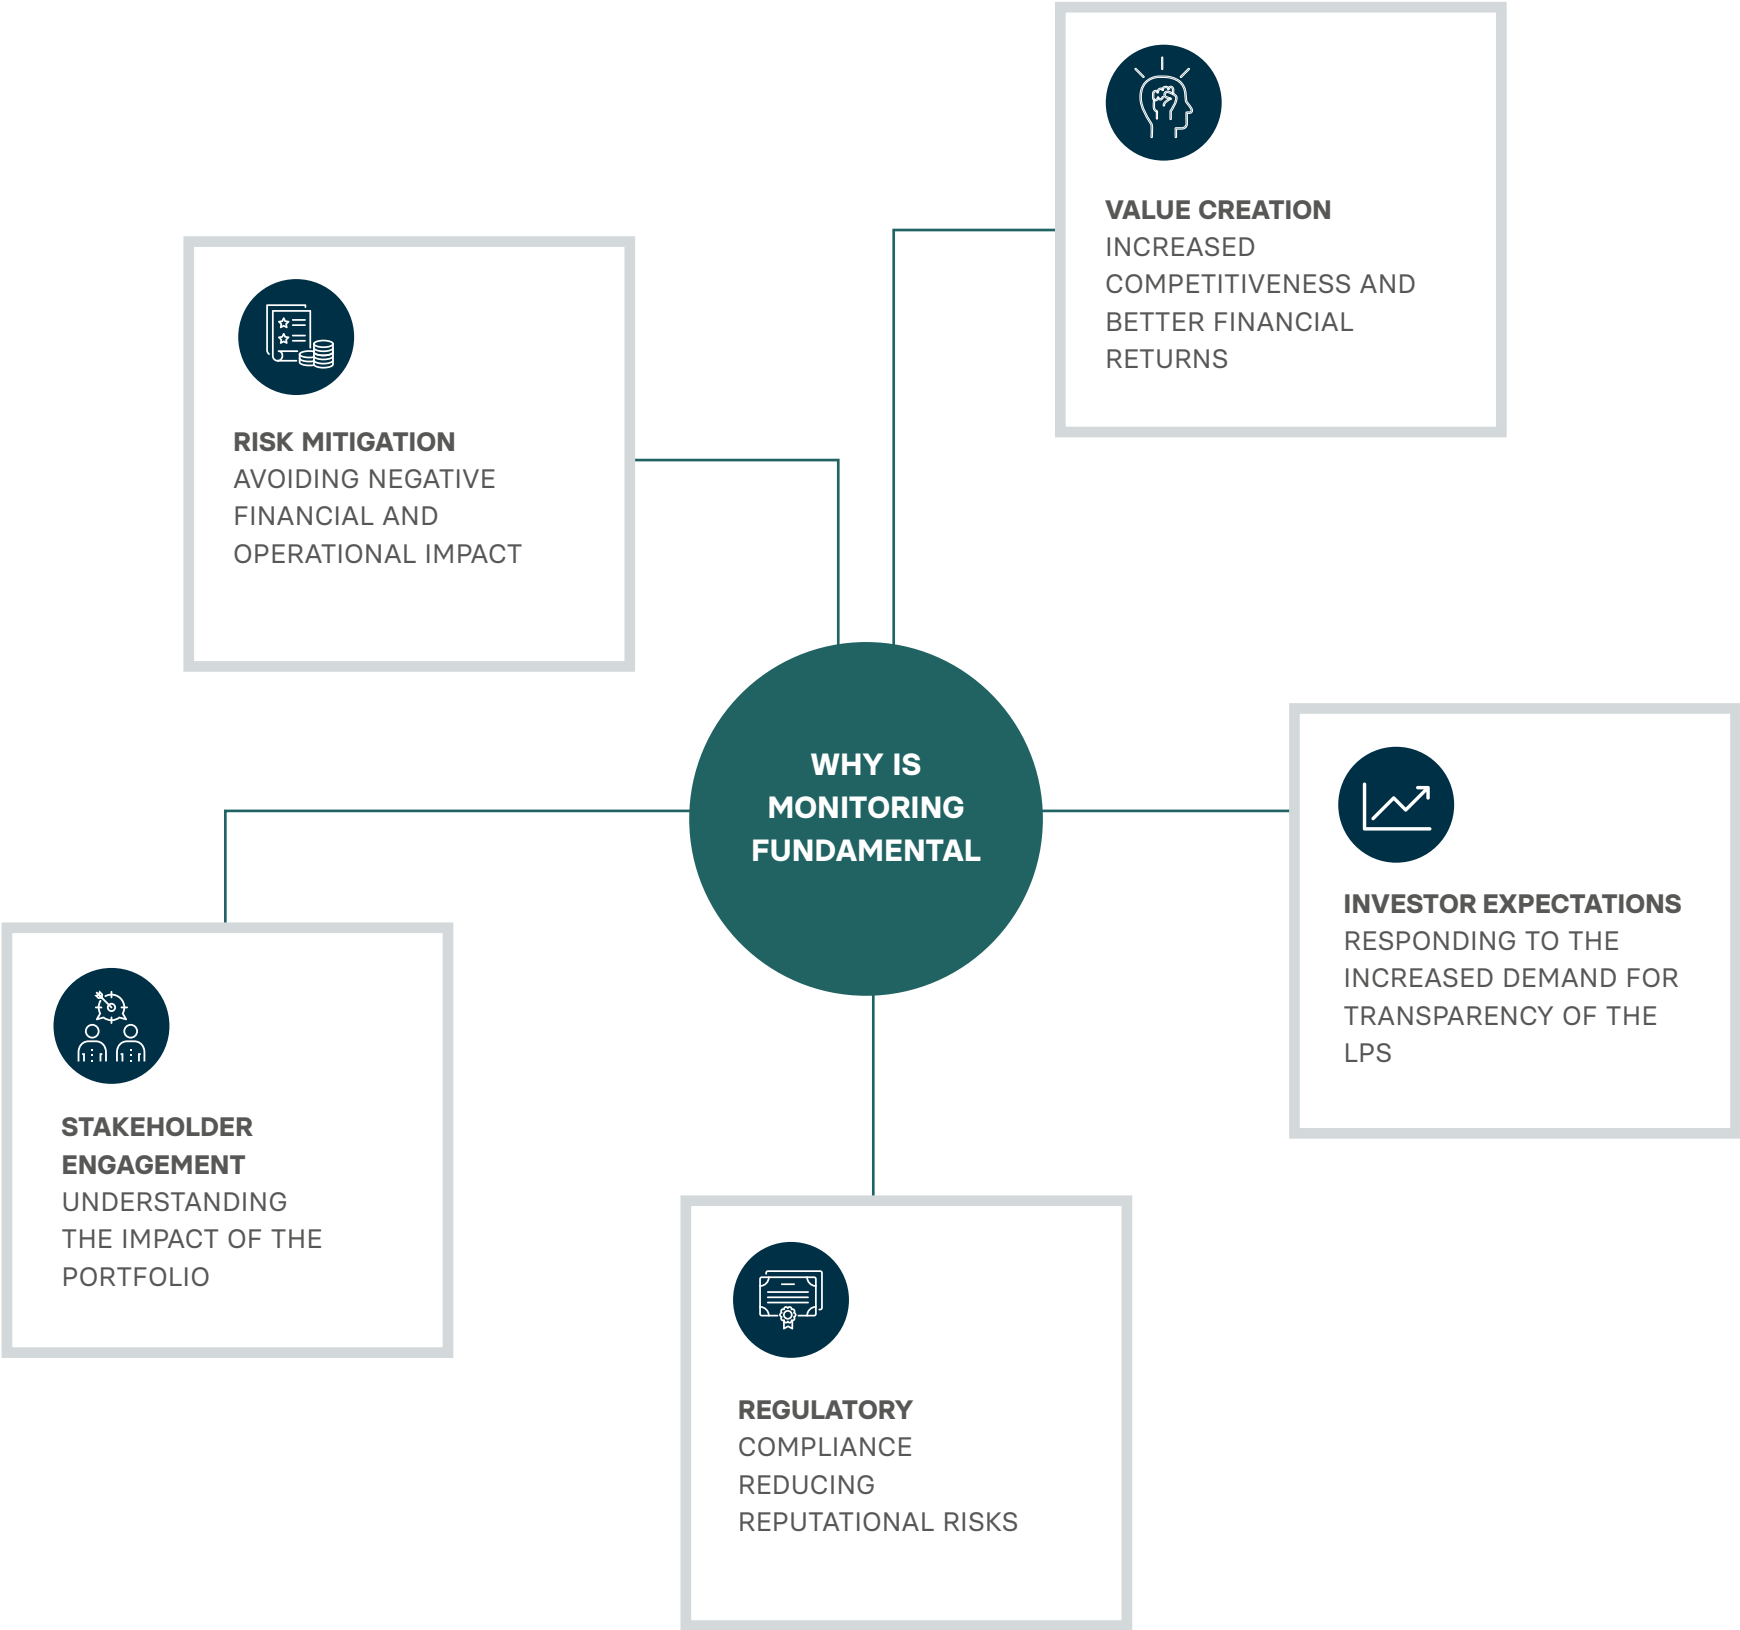 VALUE CREATION
INCREASED
COMPETITIVENESS AND
BETTER FINANCIAL
RETURNS
RISK MITIGATION
AVOIDING NEGATIVE
FINANCIAL AND
OPERATIONAL IMPACT
WHY IS
MONITORING
FUNDAMENTAL
INVESTOR EXPECTATIONS
RESPONDING TO THE
INCREASED DEMAND FOR
TRANSPARENCY OF THE
LPS
STAKEHOLDER
ENGAGEMENT
UNDERSTANDING
THE IMPACT OF THE
PORTFOLIO
REGULATORY
COMPLIANCE
REDUCING
REPUTATIONAL RISKS